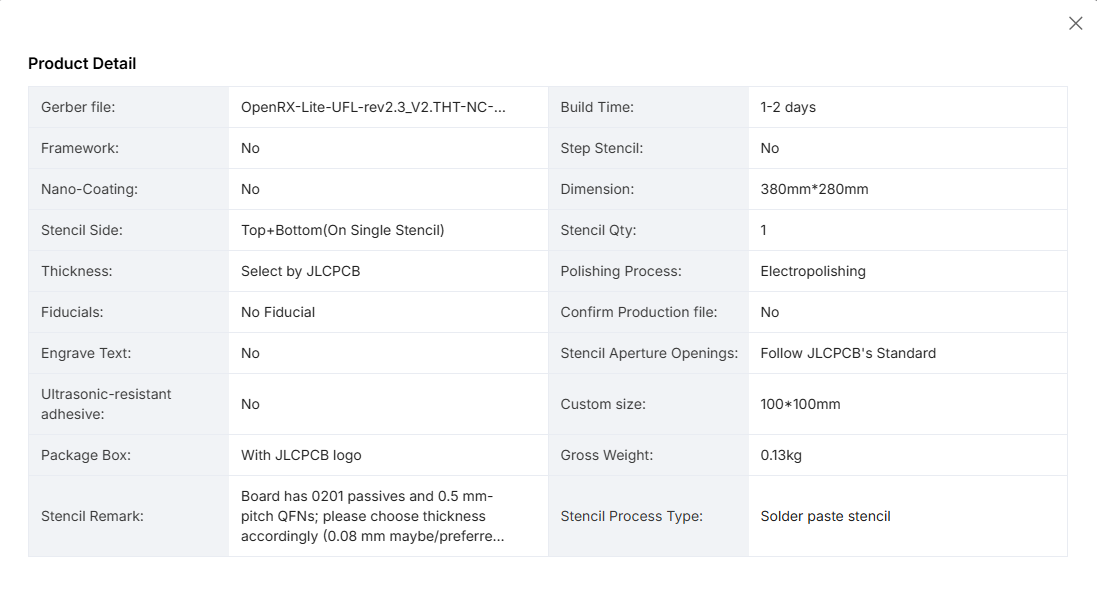 Product Detail
Gerber file: OpenRX-Lite-UFL-rev2.3_V2.THT-NC-... Build Time: 1-2 days
Framework: No Step Stencil: No
Nano-Coating: No Dimension: 380mm*280mm
Stencil Side: Top+Bottom(On Single Stencil) Stencil Qty: 1
Thickness: Select by JLCPCB Polishing Process: Electropolishing
Fiducials: No Fiducial Confirm Production file: No
Engrave Text: No Stencil Aperture Openings: Follow JLCPCB's Standard
Ultrasonic-resistant
adhesive: No Custom size: 100*100mm
Package Box: With JLCPCB logo Gross Weight: 0.13kg
Stencil Remark: Board has 0201 passives and 0.5 mm-
pitch QFNs; please choose thickness
accordingly (0.08 mm maybe/preferre...
Stencil Process Type: Solder paste stencil